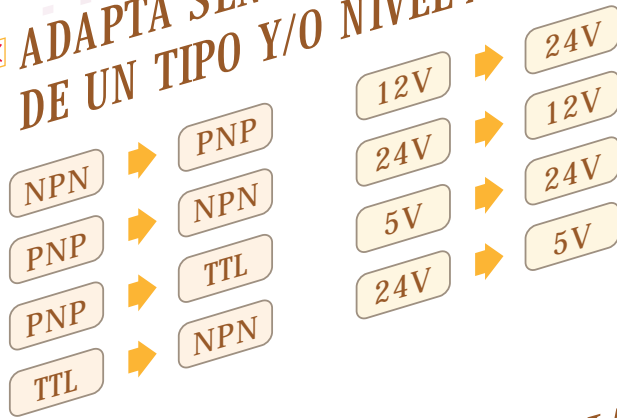 ADAPTA
DE UN TIPO Y/O NIVEL
NPN PNP
PNP NPN
PNP TTL
TTL NPN
12V 24V
24V 12V
5V 24V
24V 5V